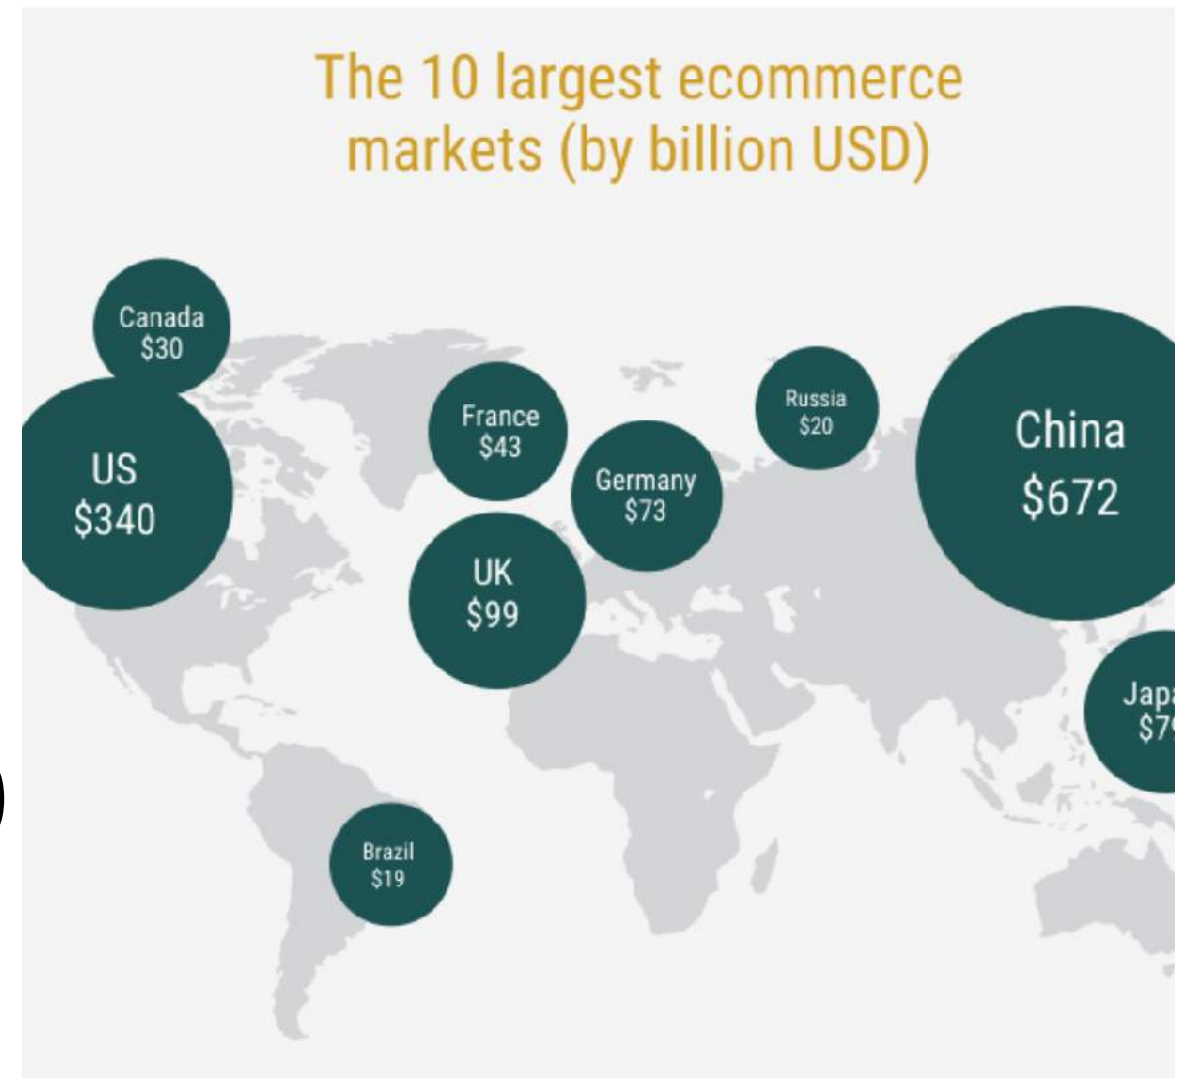 The 10 largest ecommerce
markets (by billion USD)
Canada
$30
US
$340
France
$43
Germany
$73
UK
$99
Russia
$20
China
$672
Brazil
$19